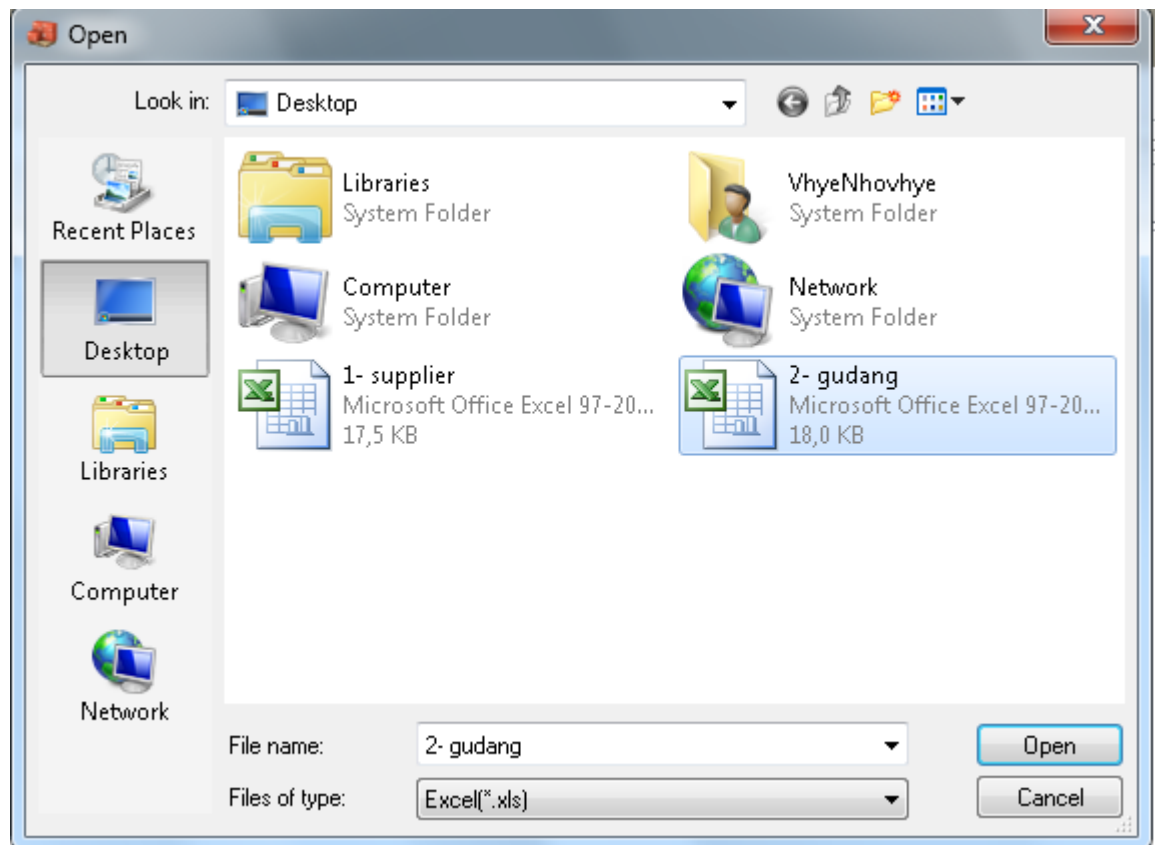 Open
Look in:
Desktop
Recent Places
Desktop
Libraries
Computer
Network
Libraries
System Folder
VhyeNhovhye
System Folder
Computer
System Folder
Network
System Folder
1- supplier
Microsoft Office Excel 97-20...
17,5 KB
2- gudang
Microsoft Office Excel 97-20...
18,0 KB
File name:
2- gudang
Open
Files of type:
Excel(*.xls)
Cancel